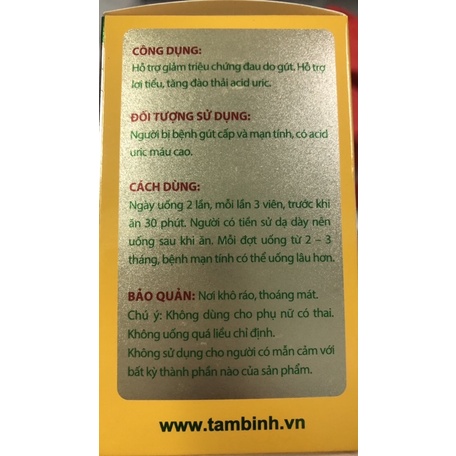 CÔNG DỤNG:
Hỗ trợ giảm triệu chứng đau do gút. Hỗ trợ
lợi tiểu, tăng đào thải acid uric.
ĐỐI TƯỢNG SỬ DỤNG:
Người bị bệnh gút cấp và mạn tính, có acid
uric máu cao.
CÁCH DÙNG:
Ngày uống 2 lần, mỗi lần 3 viên, trước khi
ăn 30 phút. Người có tiền sử dạ dày nên
uống sau khi ăn. Mỗi đợt uống từ 2 – 3
tháng, bệnh mạn tính có thể uống lâu hơn.
BẢO QUẢN: Nơi khô ráo, thoáng mát.
Chú ý: Không dùng cho phụ nữ có thai.
Không uống quá liều chỉ định.
Không sử dụng cho người có mẫn cảm với
bất kỳ thành phần nào của sản phẩm.
www.tambinh.vn